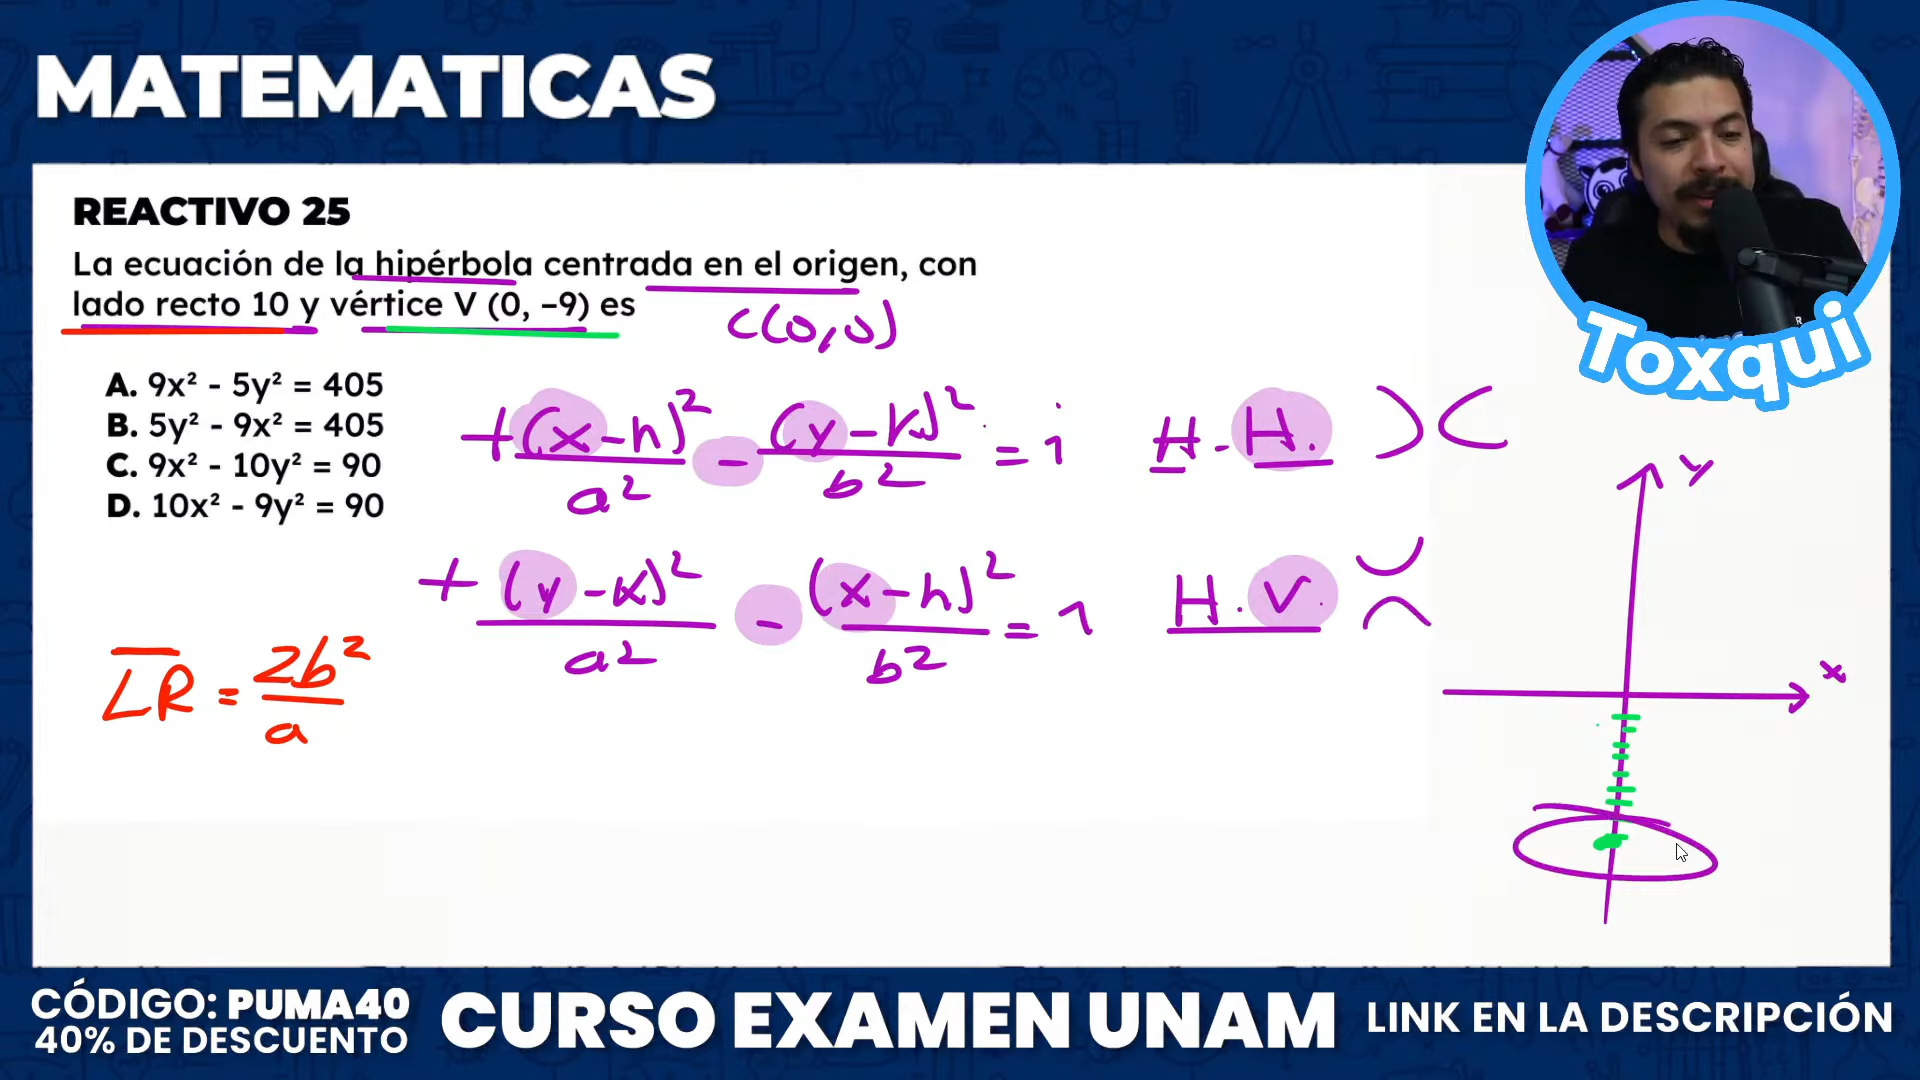 MATEMATICAS
REACTIVO 25
La ecuación de la hipérbola centrada en el origen, con
lado recto 10 y vértice V (0, –9) es
C(0,0)
A. 9x² - 5y² = 405
B. 5y² - 9x² = 405
C. 9x² - 10y² = 90
D. 10x² - 9y² = 90
+(x-h)²/a² - (y-k)²/b² = 1 H-H.
+(y-k)²/a² - (x-h)²/b² = 1 H.V.
LR = 2b²/a
y
x
Toxqui
CÓDIGO: PUMA40
40% DE DESCUENTO
CURSO EXAMEN UNAM
LINK EN LA DESCRIPCIÓN